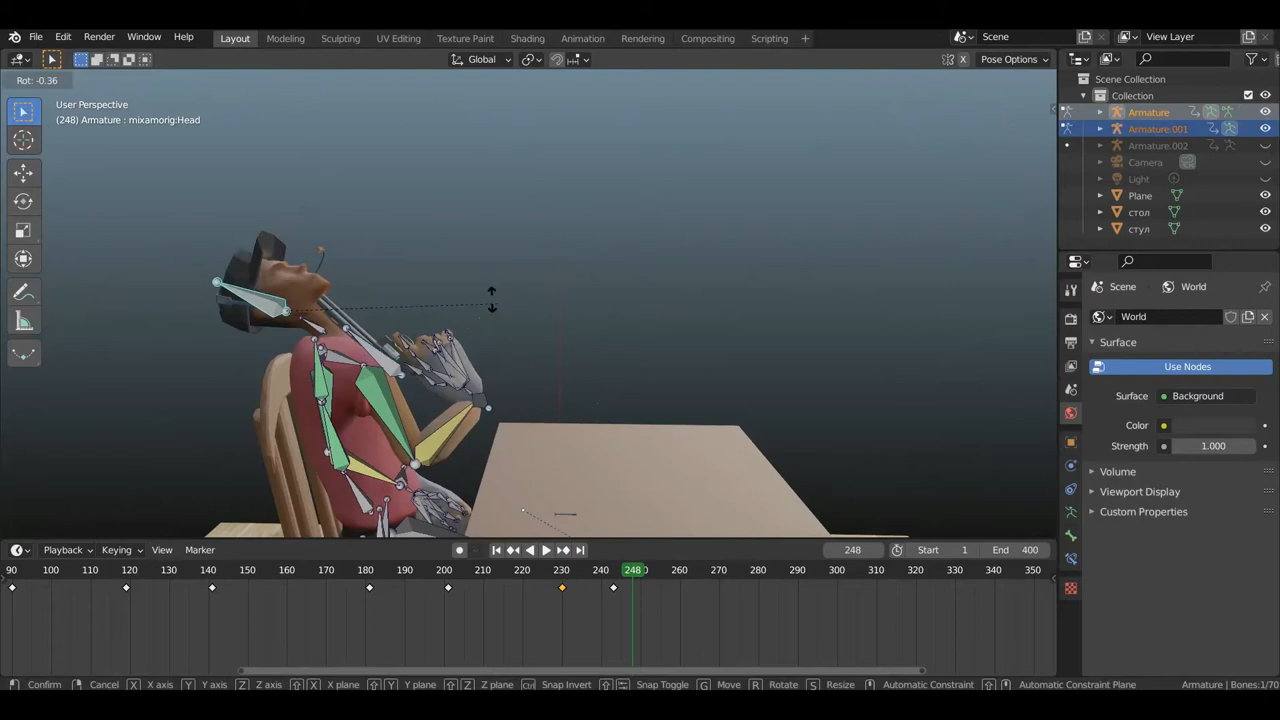 File Edit Render Window Help Layout Modeling Sculpting UV Editing Texture Paint Shading Animation Rendering Compositing Scripting + Scene View Layer
Global X Pose Options
Rot: -0.36
User Perspective
(248) Armature : mixamorig:Head
Scene Collection
Collection
Armature
Armature.001
Armature.002
Camera
Light
Plane
стол
стул
Scene World
World
Surface
Use Nodes
Surface Background
Color
Strength 1.000
Volume
Viewport Display
Custom Properties
Playback Keying View Marker 248 Start 1 End 400
90 100 110 120 130 140 150 160 170 180 190 200 210 220 230 240 248 260 270 280 290 300 310 320 330 340 350
Confirm Cancel X X axis Y Y axis Z Z axis X X plane Y Y plane Z Z plane Ctrl Snap Invert Snap Toggle G Move R Rotate S Resize Automatic Constraint Automatic Constraint Plane Armature | Bones:1/70